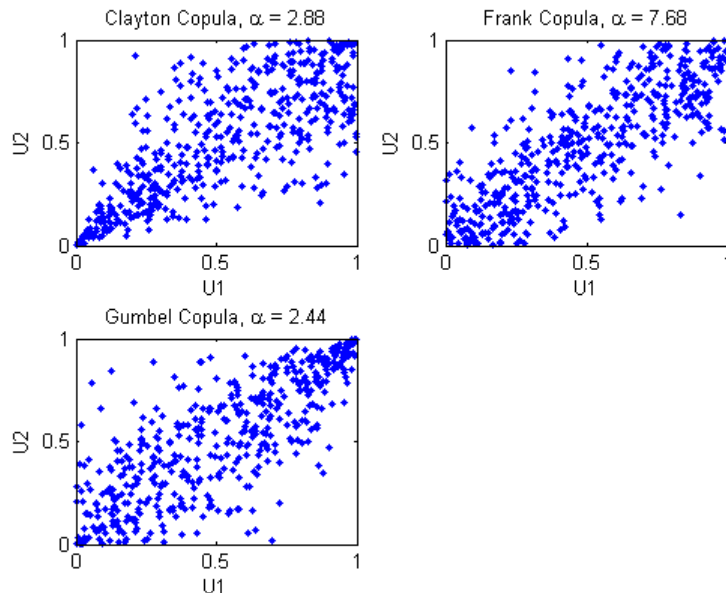 Clayton Copula, α = 2.88
1
U2
0.5
0
0 0.5 1
U1
Frank Copula, α = 7.68
1
U2
0.5
0
0 0.5 1
U1
Gumbel Copula, α = 2.44
1
U2
0.5
0
0 0.5 1
U1